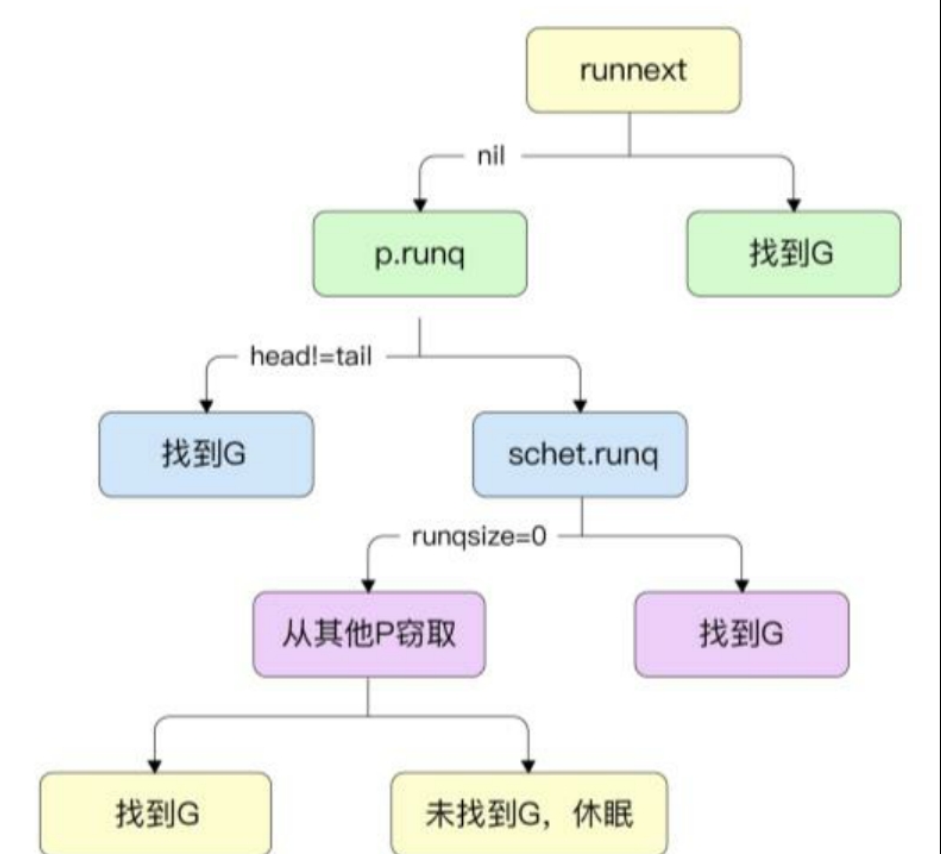 runnext
nil
p.runq
找到G
head!=tail
找到G
schet.runq
runqsize=0
从其他P窃取
找到G
找到G
未找到G，休眠